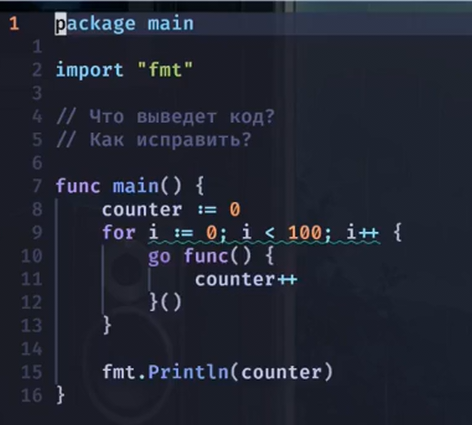 1 package main
1
2 import "fmt"
3
4 // Что выведет код?
5 // Как исправить?
6
7 func main() {
8 counter := 0
9 for i := 0; i < 100; i++ {
10 go func() {
11 counter++
12 }()
13 }
14
15 fmt.Println(counter)
16 }